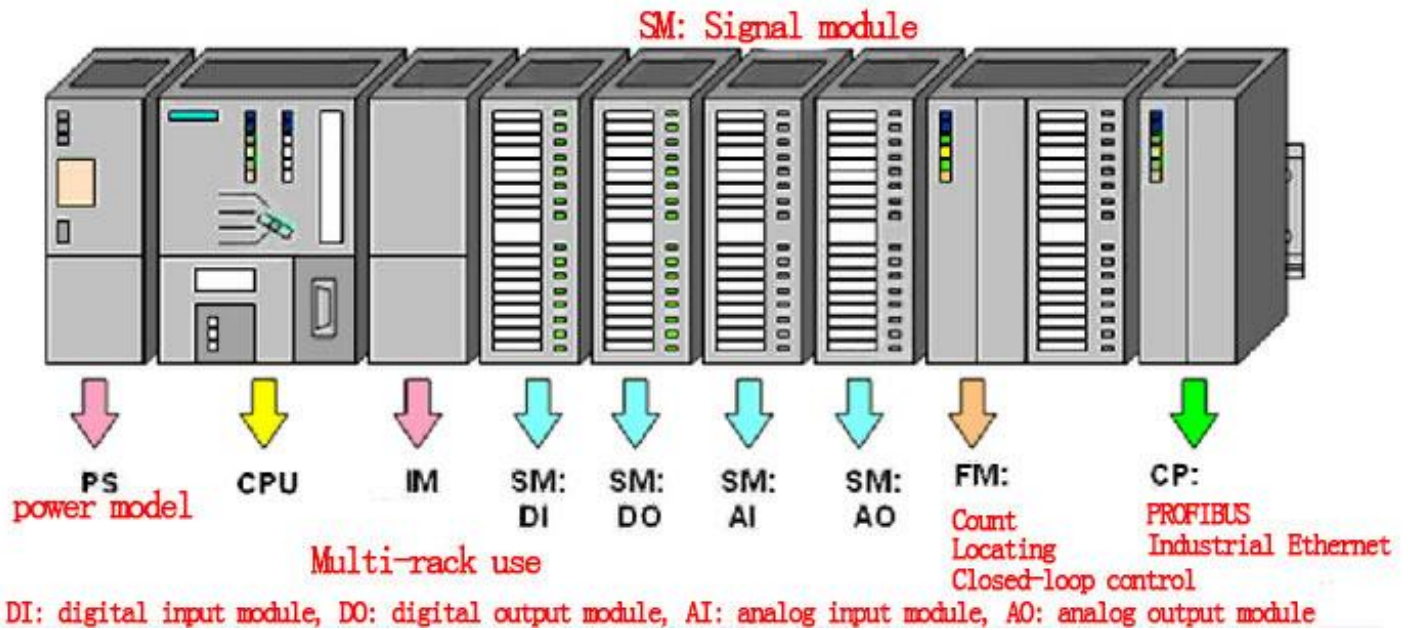 SM: Signal module
PS
power model
CPU
IM
Multi-rack use
SM:
DI
SM:
DO
SM:
AI
SM:
AO
FM:
Count
Locating
Closed-loop control
CP:
PROFIBUS
Industrial Ethernet
DI: digital input module, DO: digital output module, AI: analog input module, AO: analog output module